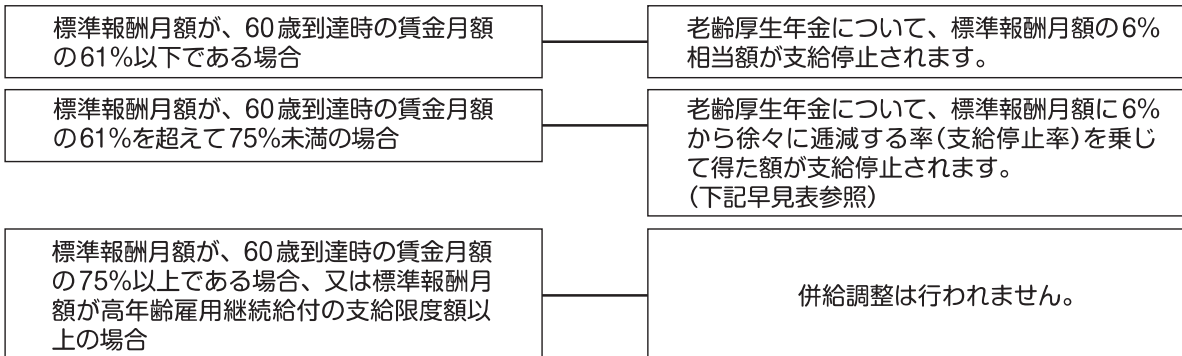 標準報酬月額が、60歳到達時の賃金月額
の61%以下である場合
老齢厚生年金について、標準報酬月額の6%
相当額が支給停止されます。
標準報酬月額が、60歳到達時の賃金月額
の61%を超えて75%未満の場合
老齢厚生年金について、標準報酬月額に6%
から徐々に逓減する率(支給停止率)を乗じ
て得た額が支給停止されます。
(下記早見表参照)
標準報酬月額が、60歳到達時の賃金月額
の75%以上である場合、又は標準報酬月
額が高年齢雇用継続給付の支給限度額以
上の場合
併給調整は行われません。